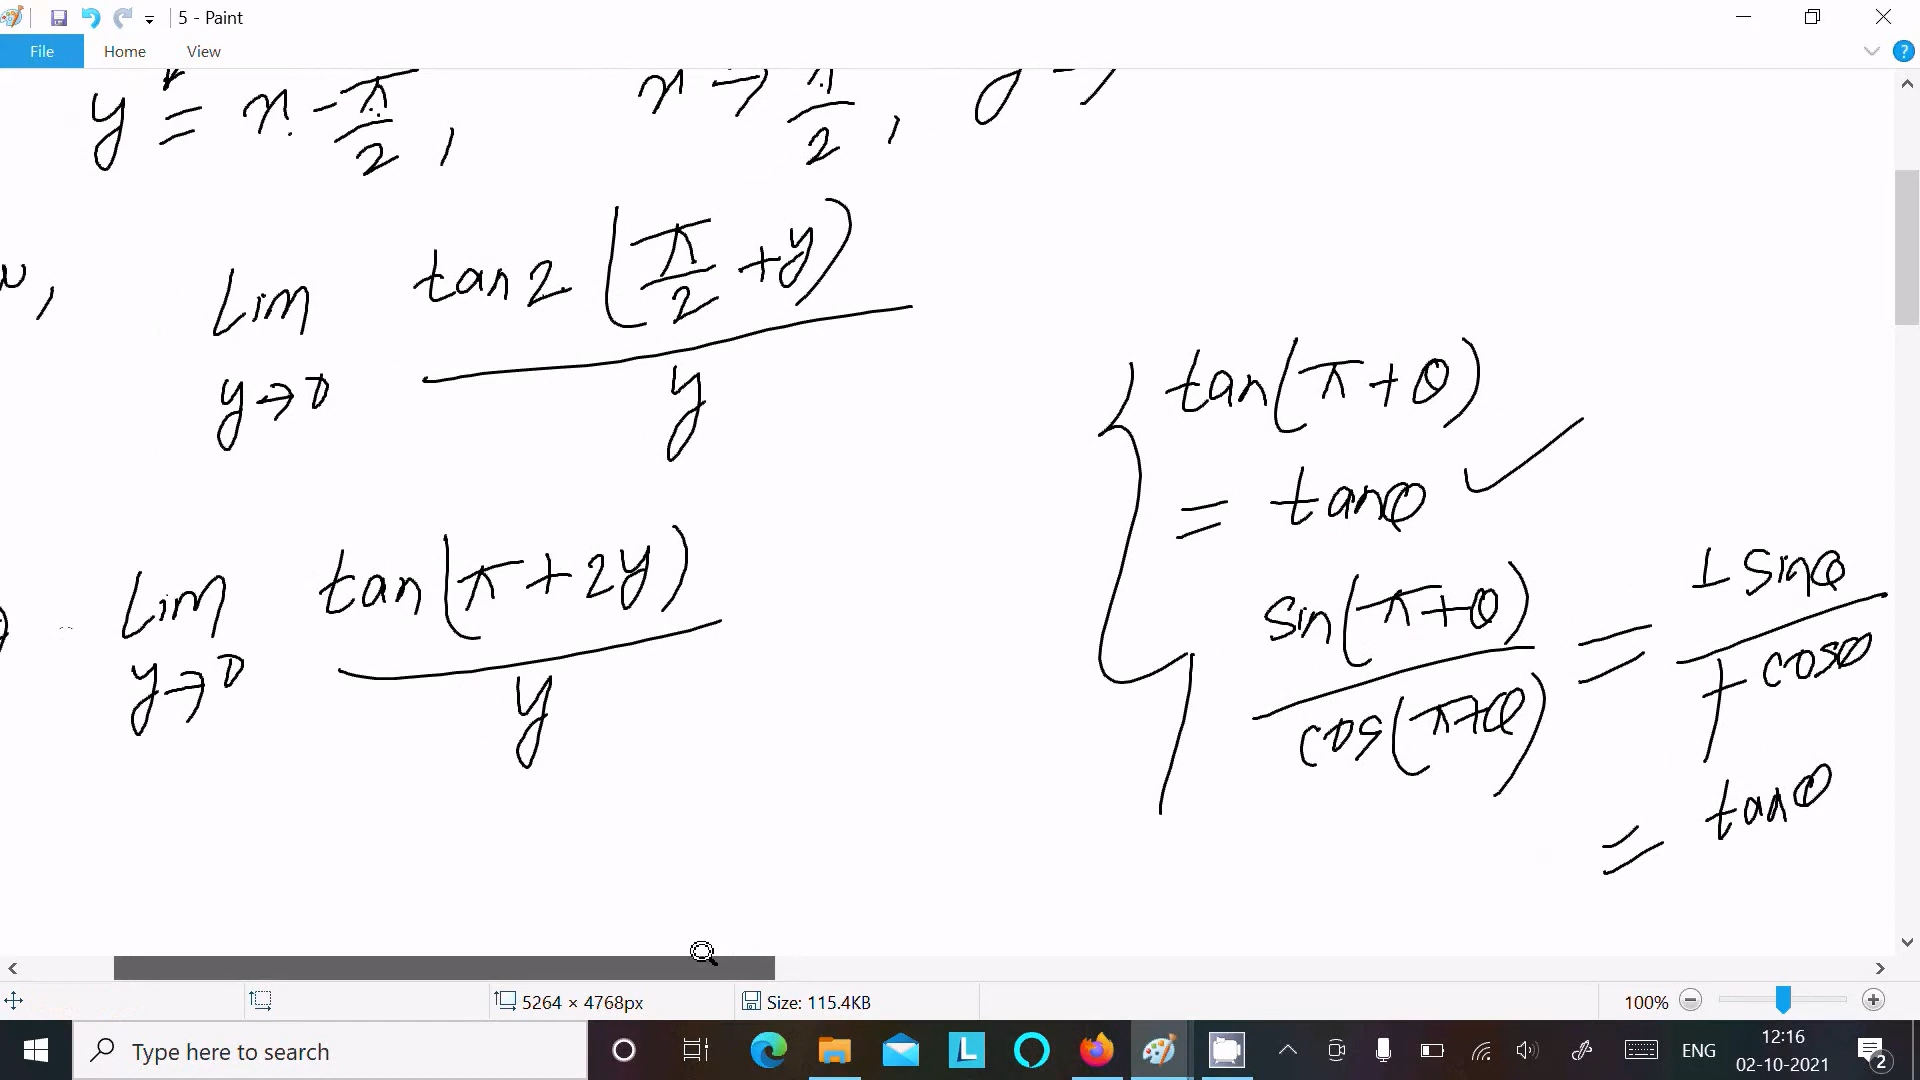 5 - Paint
File Home View
y = x - π/2 , x → π/2 , y →
Lim y→0 tan 2 (π/2 + y) / y
Lim y→0 tan(π + 2y) / y
tan(π + θ)
= tanθ ✓
sin(π+θ) / cos(π+θ) = - sinθ / - cosθ
= tanθ
5264 × 4768px Size: 115.4KB 100%
Type here to search
ENG
12:16
02-10-2021
2